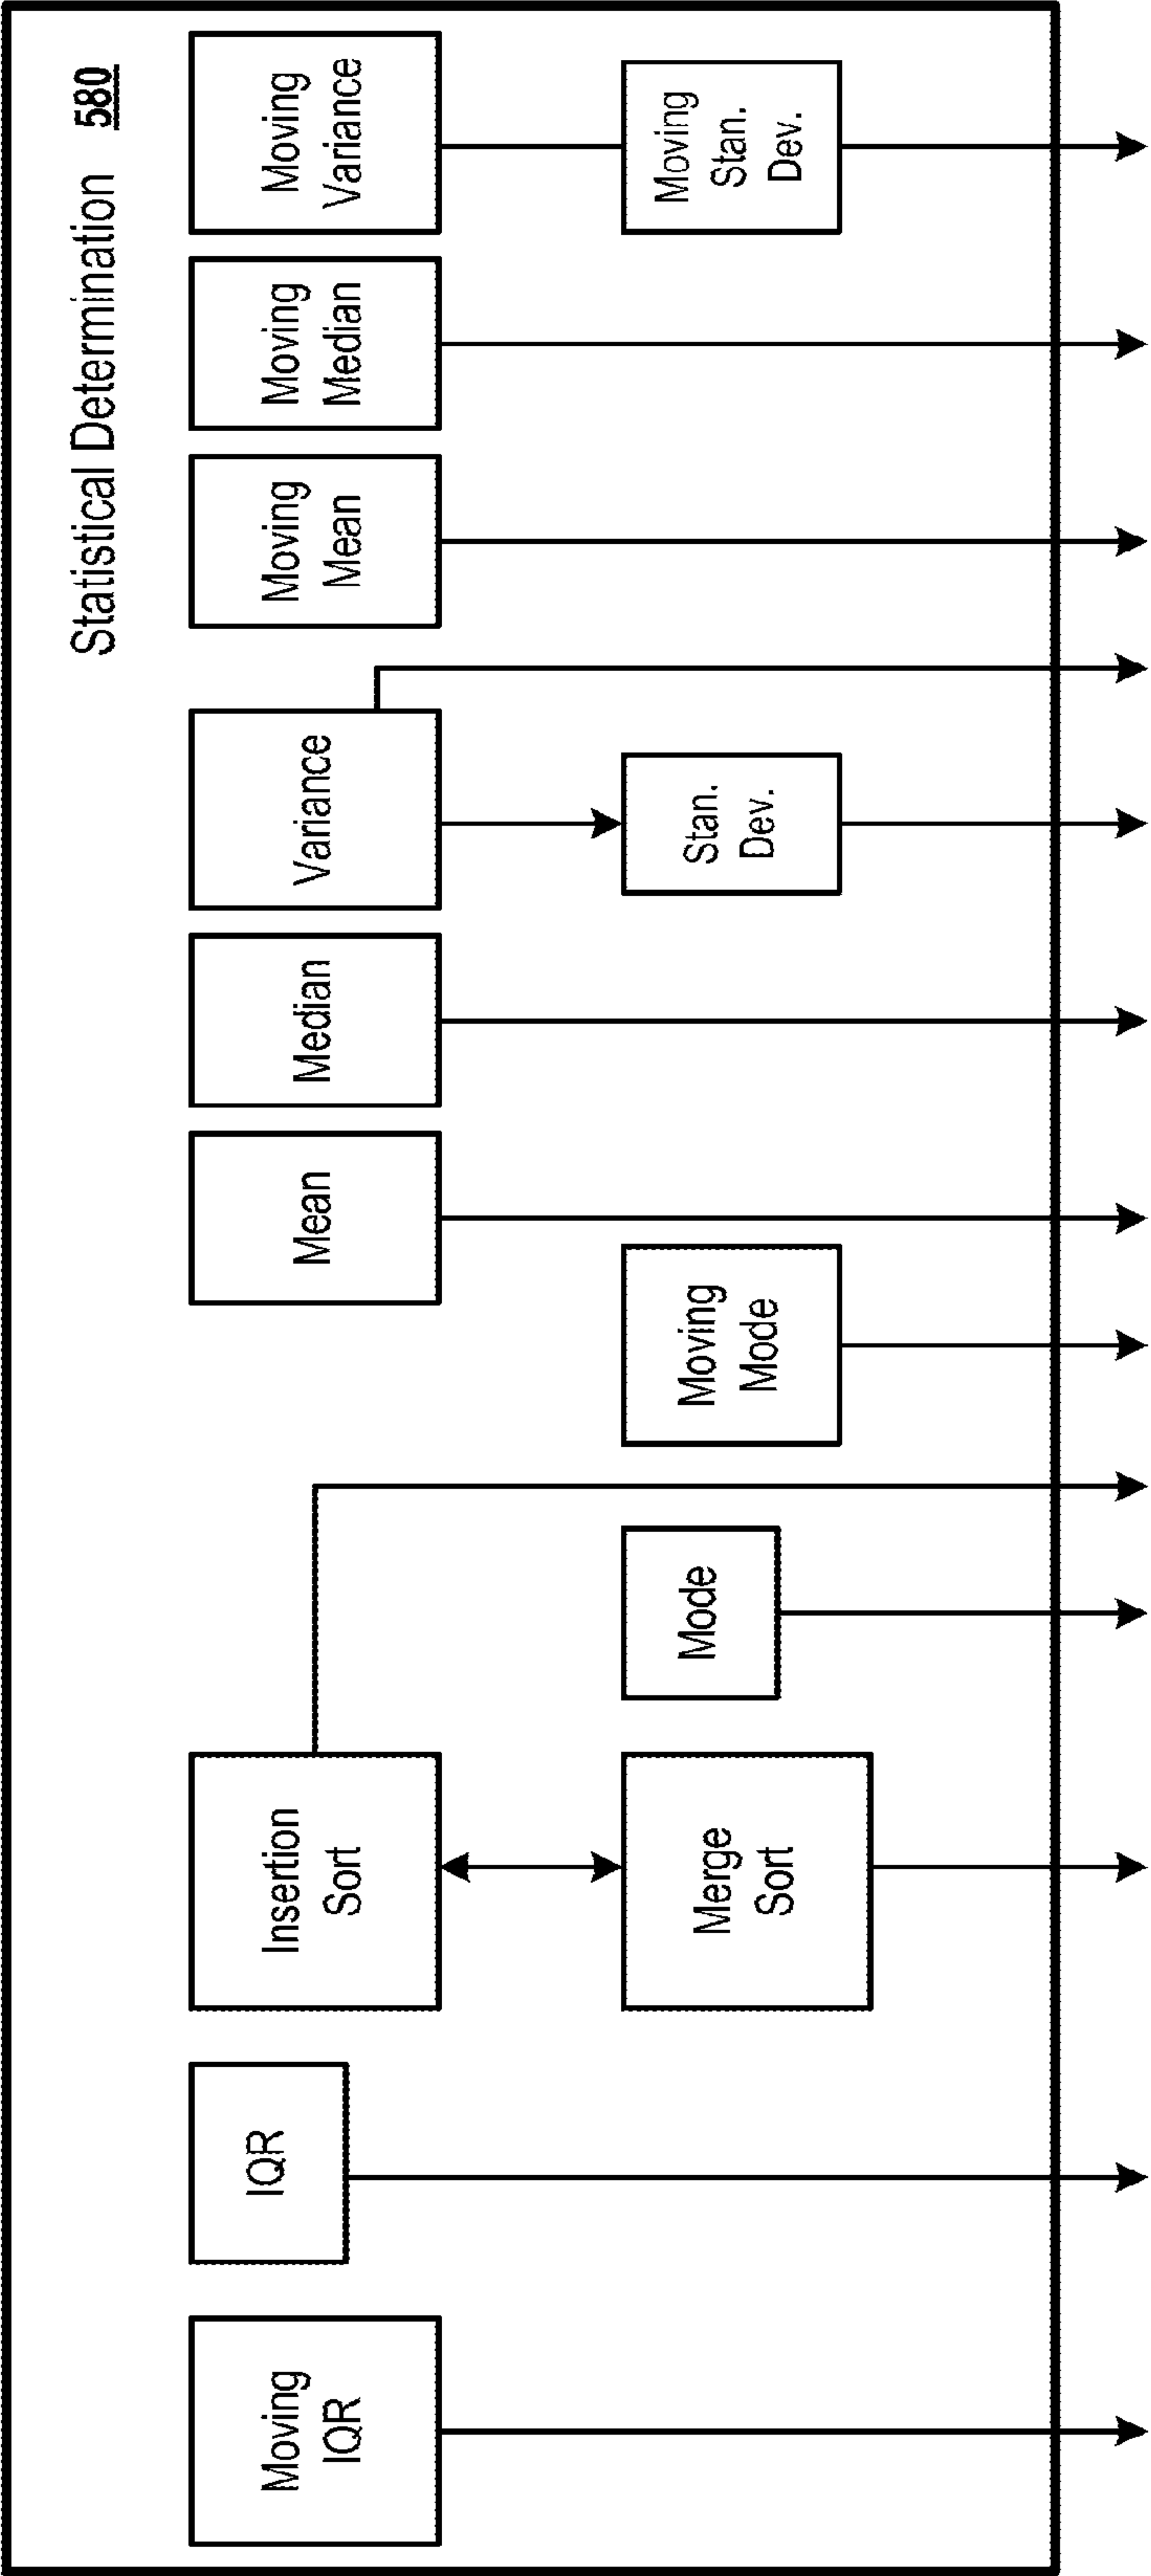 Statistical Determination 580
Moving
IQR
IQR
Insertion
Sort
Mean
Median
Variance
Moving
Mean
Moving
Median
Moving
Variance
Merge
Sort
Mode
Moving
Mode
Stan.
Dev.
Moving
Stan.
Dev.